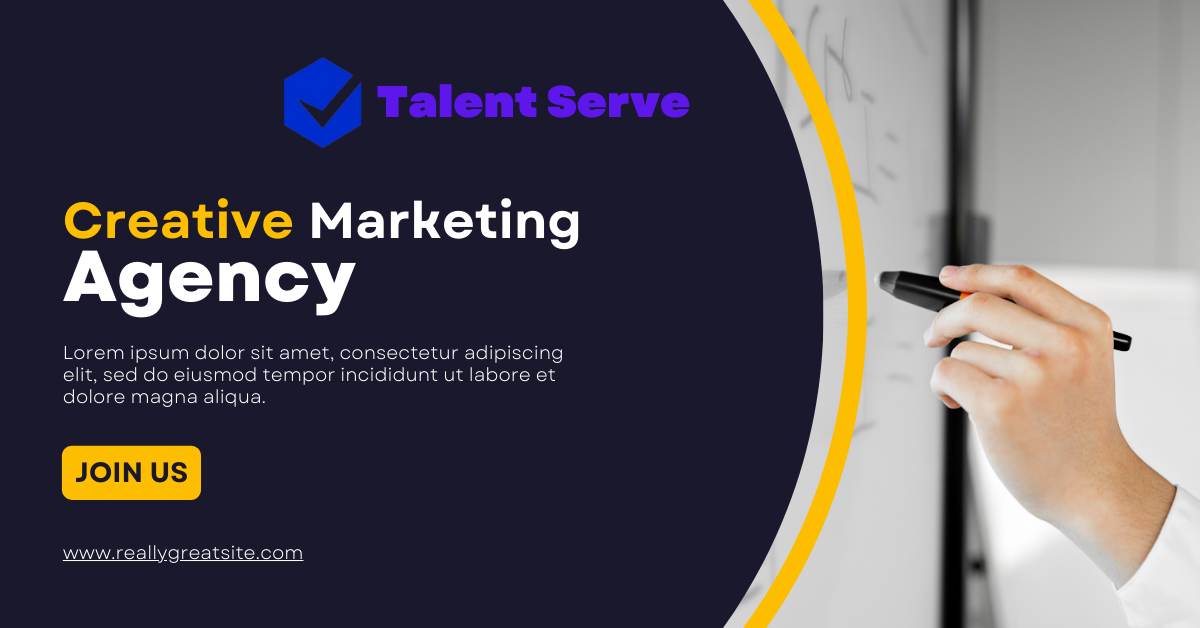 Talent Serve
Creative Marketing
Agency
Lorem ipsum dolor sit amet, consectetur adipiscing
elit, sed do eiusmod tempor incididunt ut labore et
dolore magna aliqua.
JOIN US
www.reallygreatsite.com